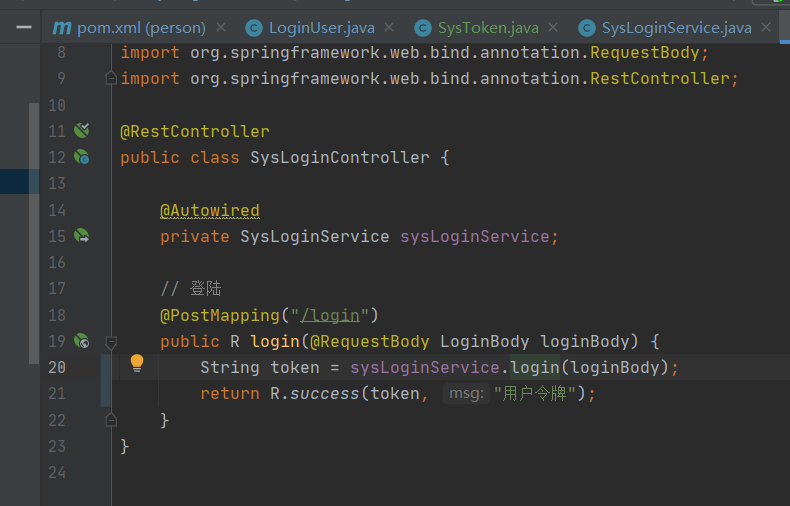 pom.xml (person)
LoginUser.java
SysToken.java
SysLoginService.java
8 import org.springframework.web.bind.annotation.RequestBody;
9 import org.springframework.web.bind.annotation.RestController;
10
11 @RestController
12 public class SysLoginController {
13
14 @Autowired
15 private SysLoginService sysLoginService;
16
17 // 登陆
18 @PostMapping("/login")
19 public R login(@RequestBody LoginBody loginBody) {
20 String token = sysLoginService.login(loginBody);
21 return R.success(token, msg: "用户令牌");
22 }
23 }
24